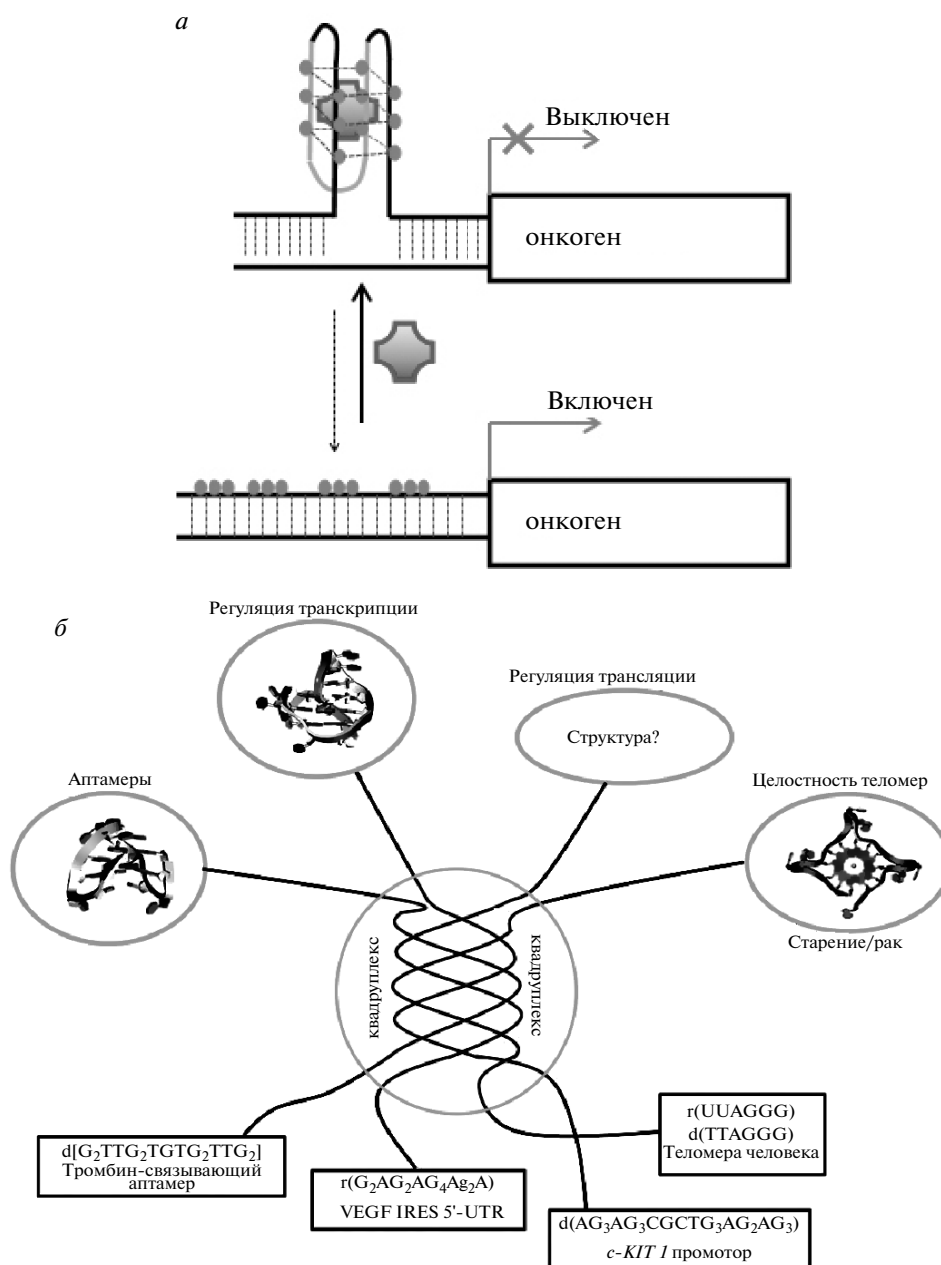 а
Выключен
онкоген
Включен
онкоген
б
Регуляция транскрипции
Регуляция трансляции
Структура?
Аптамеры
Целостность теломер
Старение/рак
квадруплекс
квадруплекс
d[G2TTG2TGTG2TTG2]
Тромбин-связывающий
аптамер
r(G2AG2AG4Ag2A)
VEGF IRES 5'-UTR
r(UUAGGG)
d(TTAGGG)
Теломера человека
d(AG3AG3CGCTG3AG2AG3)
c-KIT 1 промотор